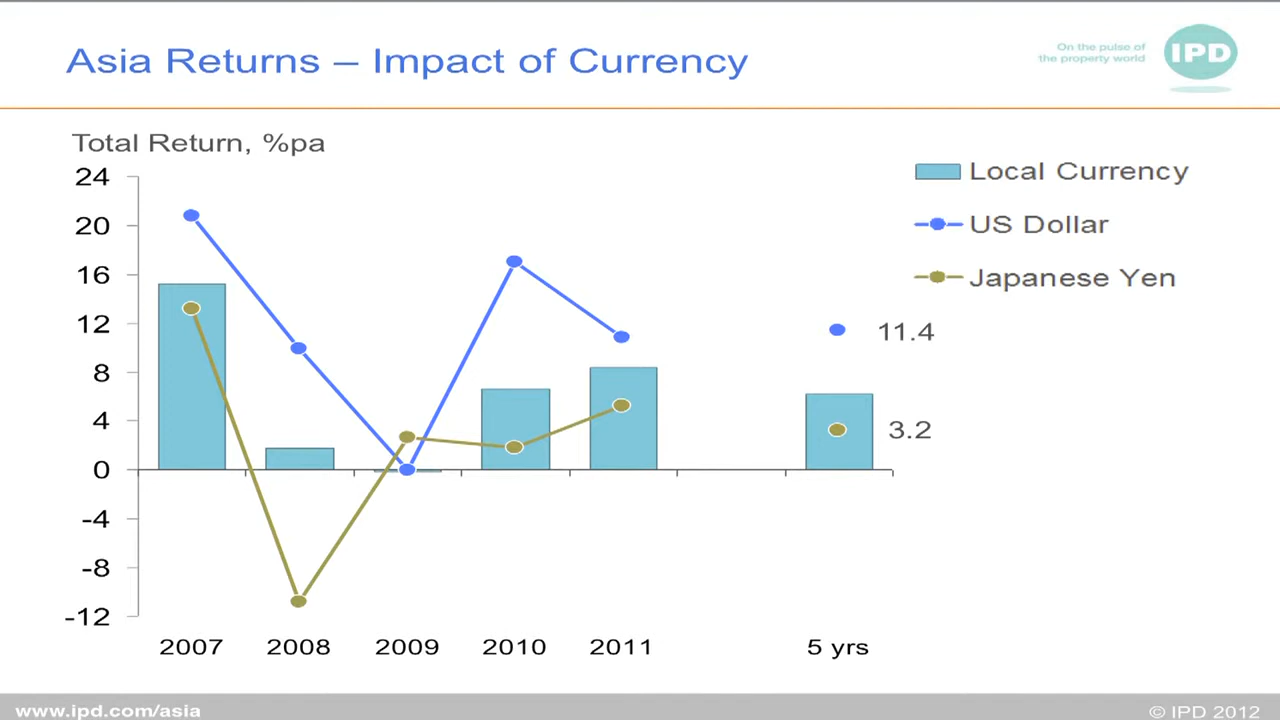 Asia Returns – Impact of Currency
On the pulse of
the property world
IPD
Total Return, %pa
24
20
16
12
8
4
0
-4
-8
-12
Local Currency
US Dollar
Japanese Yen
11.4
3.2
2007 2008 2009 2010 2011 5 yrs
www.ipd.com/asia
© IPD 2012